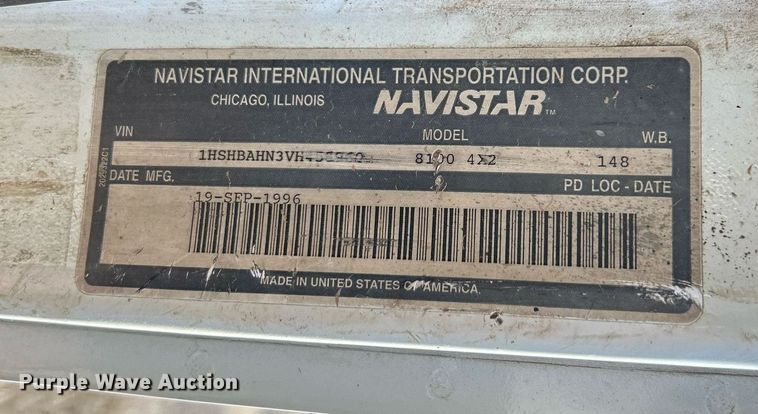 NAVISTAR INTERNATIONAL TRANSPORTATION CORP.
CHICAGO, ILLINOIS NAVISTAR™
VIN MODEL W.B.
8100 4X2 148
DATE MFG. PD LOC - DATE
19-SEP-1996
MADE IN UNITED STATES OF AMERICA
Purple Wave Auction